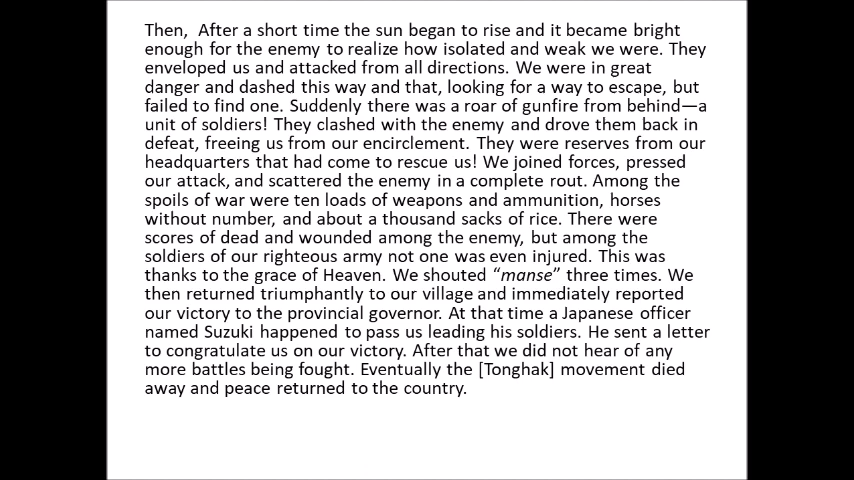 Then,  After a short time the sun began to rise and it became bright
enough for the enemy to realize how isolated and weak we were. They
enveloped us and attacked from all directions. We were in great
danger and dashed this way and that, looking for a way to escape, but
failed to find one. Suddenly there was a roar of gunfire from behind—a
unit of soldiers! They clashed with the enemy and drove them back in
defeat, freeing us from our encirclement. They were reserves from our
headquarters that had come to rescue us! We joined forces, pressed
our attack, and scattered the enemy in a complete rout. Among the
spoils of war were ten loads of weapons and ammunition, horses
without number, and about a thousand sacks of rice. There were
scores of dead and wounded among the enemy, but among the
soldiers of our righteous army not one was even injured. This was
thanks to the grace of Heaven. We shouted “manse” three times. We
then returned triumphantly to our village and immediately reported
our victory to the provincial governor. At that time a Japanese officer
named Suzuki happened to pass us leading his soldiers. He sent a letter
to congratulate us on our victory. After that we did not hear of any
more battles being fought. Eventually the [Tonghak] movement died
away and peace returned to the country.